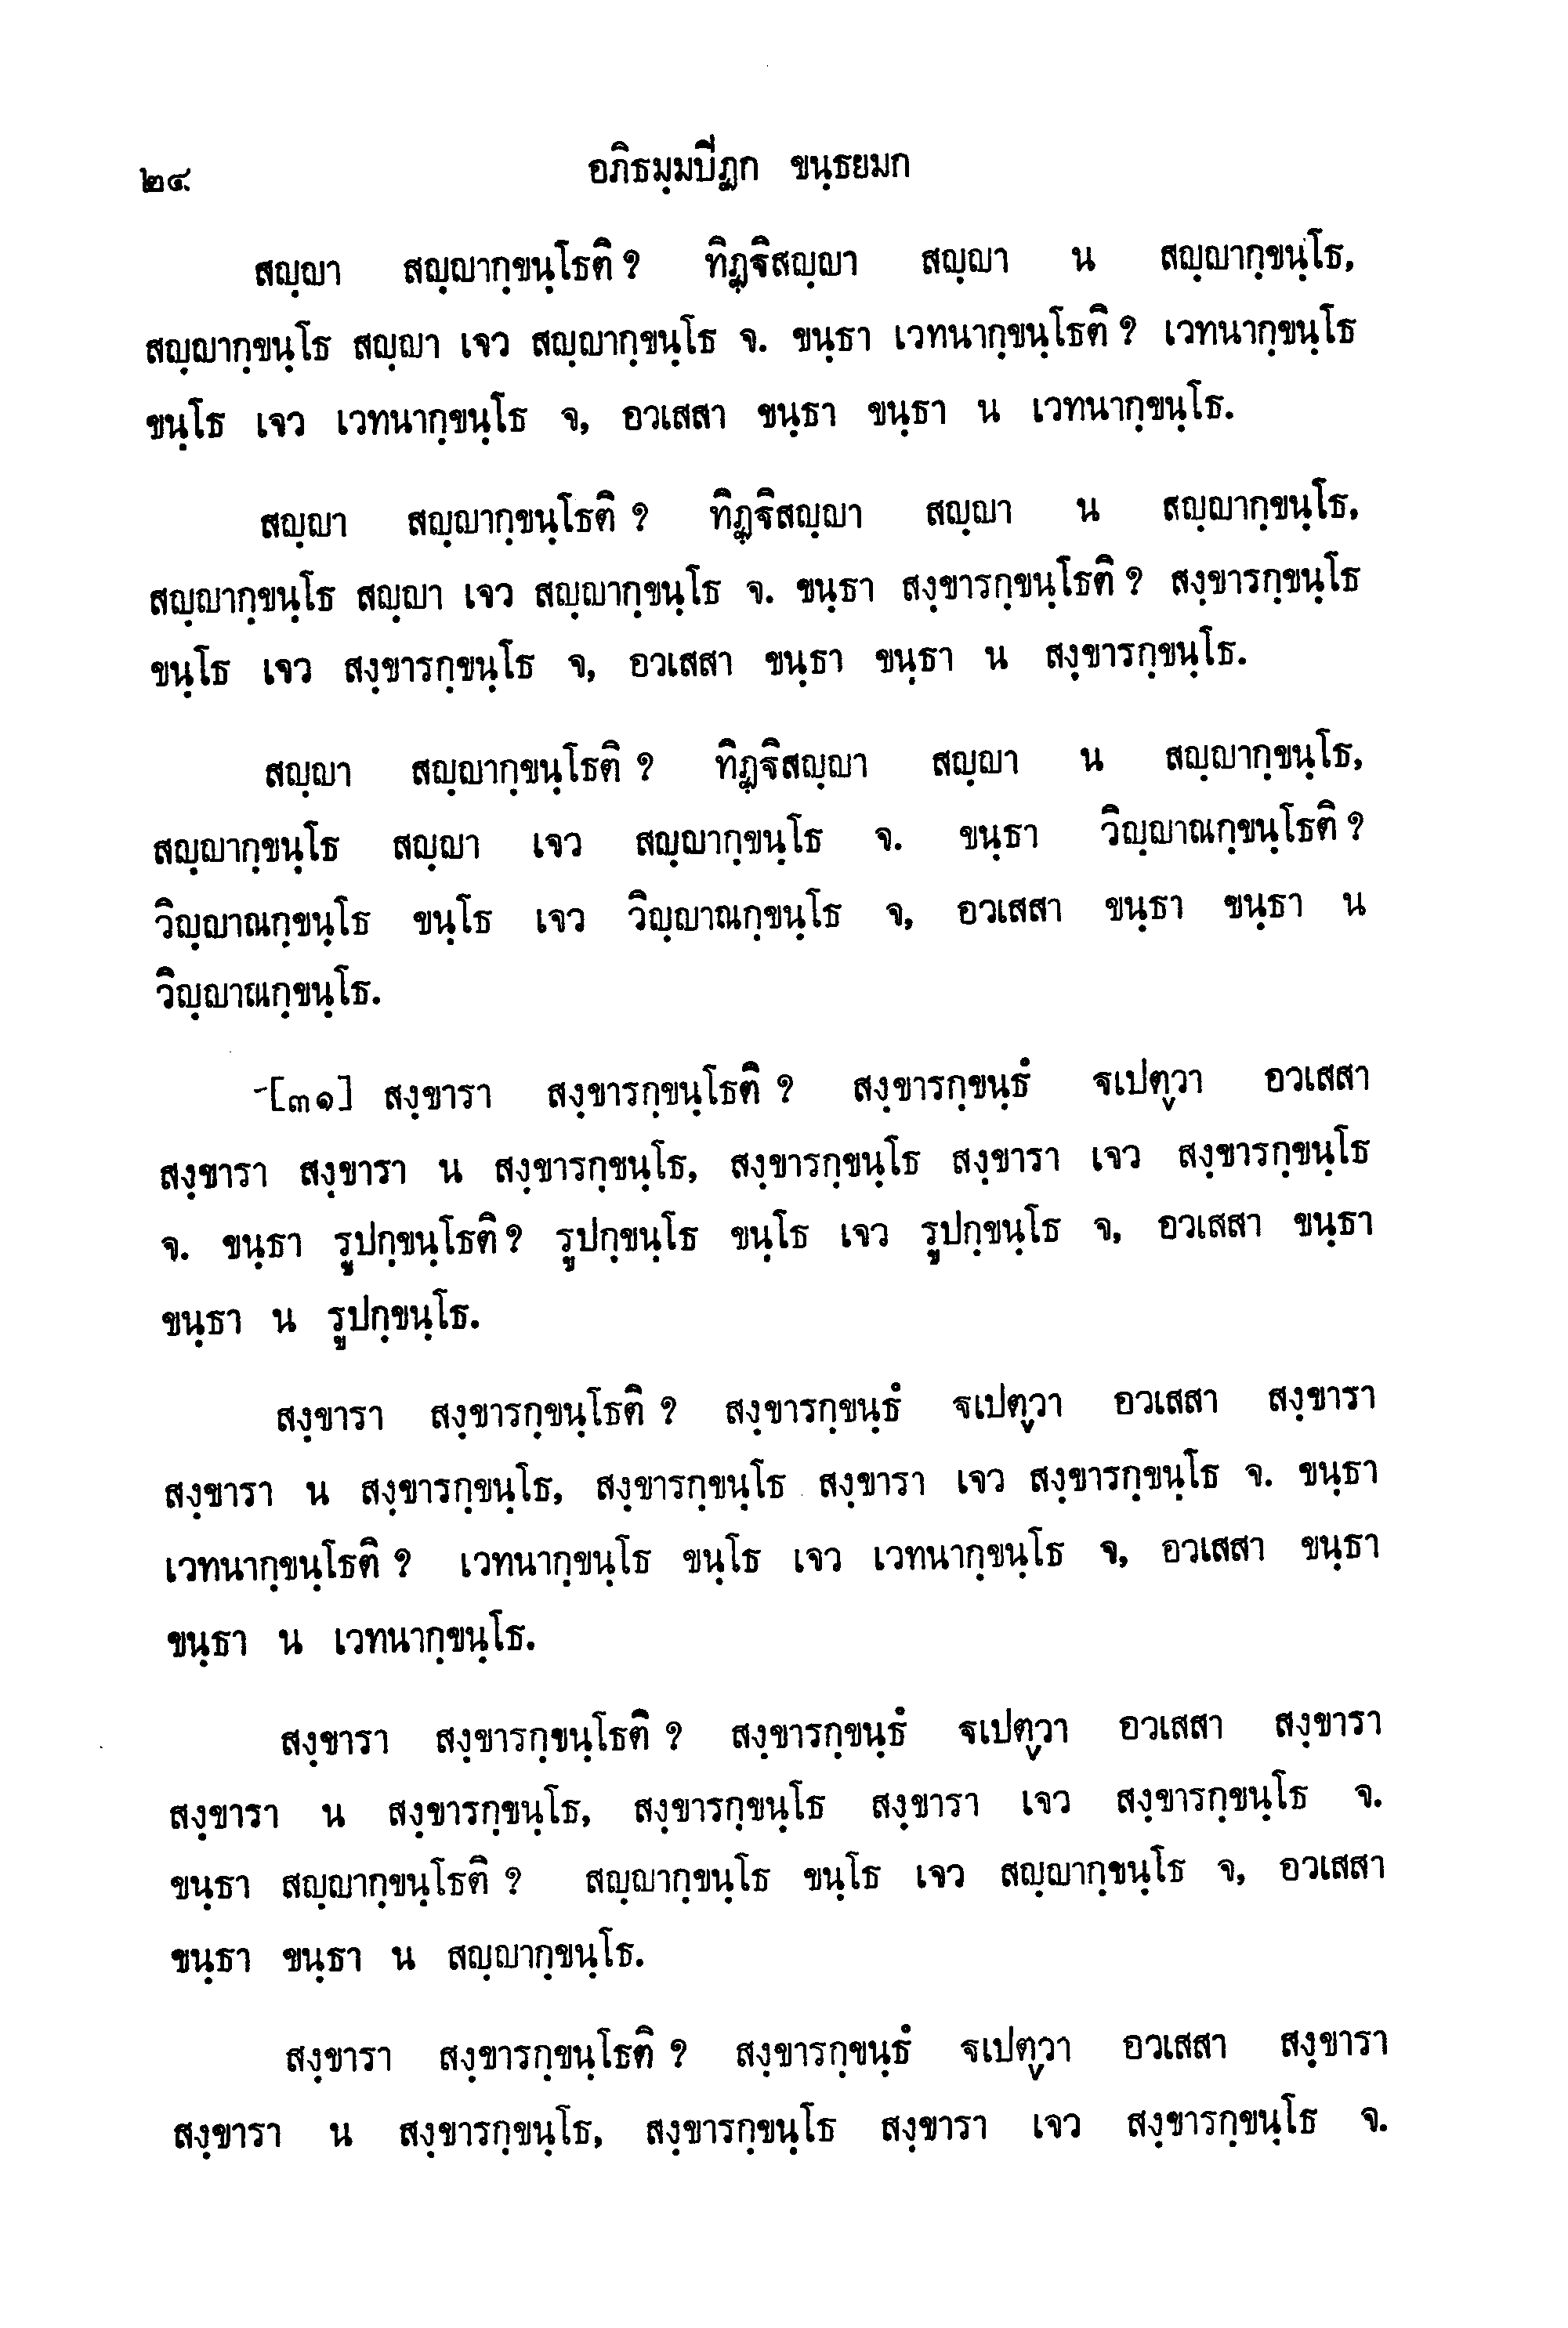 ๒๔ อภิธมฺมปิฏก ขนฺธยมก
สญฺญา สญฺญากฺขนฺโธติ ? ทิฏฺฐิสญฺญา สญฺญา น สญฺญากฺขนฺโธ,
สญฺญากฺขนฺโธ สญฺญา เจว สญฺญากฺขนฺโธ จ. ขนฺธา เวทนากฺขนฺโธติ ? เวทนากฺขนฺโธ
ขนฺโธ เจว เวทนากฺขนฺโธ จ, อวเสสา ขนฺธา ขนฺธา น เวทนากฺขนฺโธ.
สญฺญา สญฺญากฺขนฺโธติ ? ทิฏฺฐิสญฺญา สญฺญา น สญฺญากฺขนฺโธ,
สญฺญากฺขนฺโธ สญฺญา เจว สญฺญากฺขนฺโธ จ. ขนฺธา สงฺขารกฺขนฺโธติ ? สงฺขารกฺขนฺโธ
ขนฺโธ เจว สงฺขารกฺขนฺโธ จ, อวเสสา ขนฺธา ขนฺธา น สงฺขารกฺขนฺโธ.
สญฺญา สญฺญากฺขนฺโธติ ? ทิฏฺฐิสญฺญา สญฺญา น สญฺญากฺขนฺโธ,
สญฺญากฺขนฺโธ สญฺญา เจว สญฺญากฺขนฺโธ จ. ขนฺธา วิญฺญาณกฺขนฺโธติ ?
วิญฺญาณกฺขนฺโธ ขนฺโธ เจว วิญฺญาณกฺขนฺโธ จ, อวเสสา ขนฺธา ขนฺธา น
วิญฺญาณกฺขนฺโธ.
[๓๑] สงฺขารา สงฺขารกฺขนฺโธติ ? สงฺขารกฺขนฺธํ ฐเปตฺวา อวเสสา
สงฺขารา สงฺขารา น สงฺขารกฺขนฺโธ, สงฺขารกฺขนฺโธ สงฺขารา เจว สงฺขารกฺขนฺโธ
จ. ขนฺธา รูปกฺขนฺโธติ ? รูปกฺขนฺโธ ขนฺโธ เจว รูปกฺขนฺโธ จ, อวเสสา ขนฺธา
ขนฺธา น รูปกฺขนฺโธ.
สงฺขารา สงฺขารกฺขนฺโธติ ? สงฺขารกฺขนฺธํ ฐเปตฺวา อวเสสา สงฺขารา
สงฺขารา น สงฺขารกฺขนฺโธ, สงฺขารกฺขนฺโธ สงฺขารา เจว สงฺขารกฺขนฺโธ จ. ขนฺธา
เวทนากฺขนฺโธติ ? เวทนากฺขนฺโธ ขนฺโธ เจว เวทนากฺขนฺโธ จ, อวเสสา ขนฺธา
ขนฺธา น เวทนากฺขนฺโธ.
สงฺขารา สงฺขารกฺขนฺโธติ ? สงฺขารกฺขนฺธํ ฐเปตฺวา อวเสสา สงฺขารา
สงฺขารา น สงฺขารกฺขนฺโธ, สงฺขารกฺขนฺโธ สงฺขารา เจว สงฺขารกฺขนฺโธ จ.
ขนฺธา สญฺญากฺขนฺโธติ ? สญฺญากฺขนฺโธ ขนฺโธ เจว สญฺญากฺขนฺโธ จ, อวเสสา
ขนฺธา ขนฺธา น สญฺญากฺขนฺโธ.
สงฺขารา สงฺขารกฺขนฺโธติ ? สงฺขารกฺขนฺธํ ฐเปตฺวา อวเสสา สงฺขารา
สงฺขารา น สงฺขารกฺขนฺโธ, สงฺขารกฺขนฺโธ สงฺขารา เจว สงฺขารกฺขนฺโธ จ.